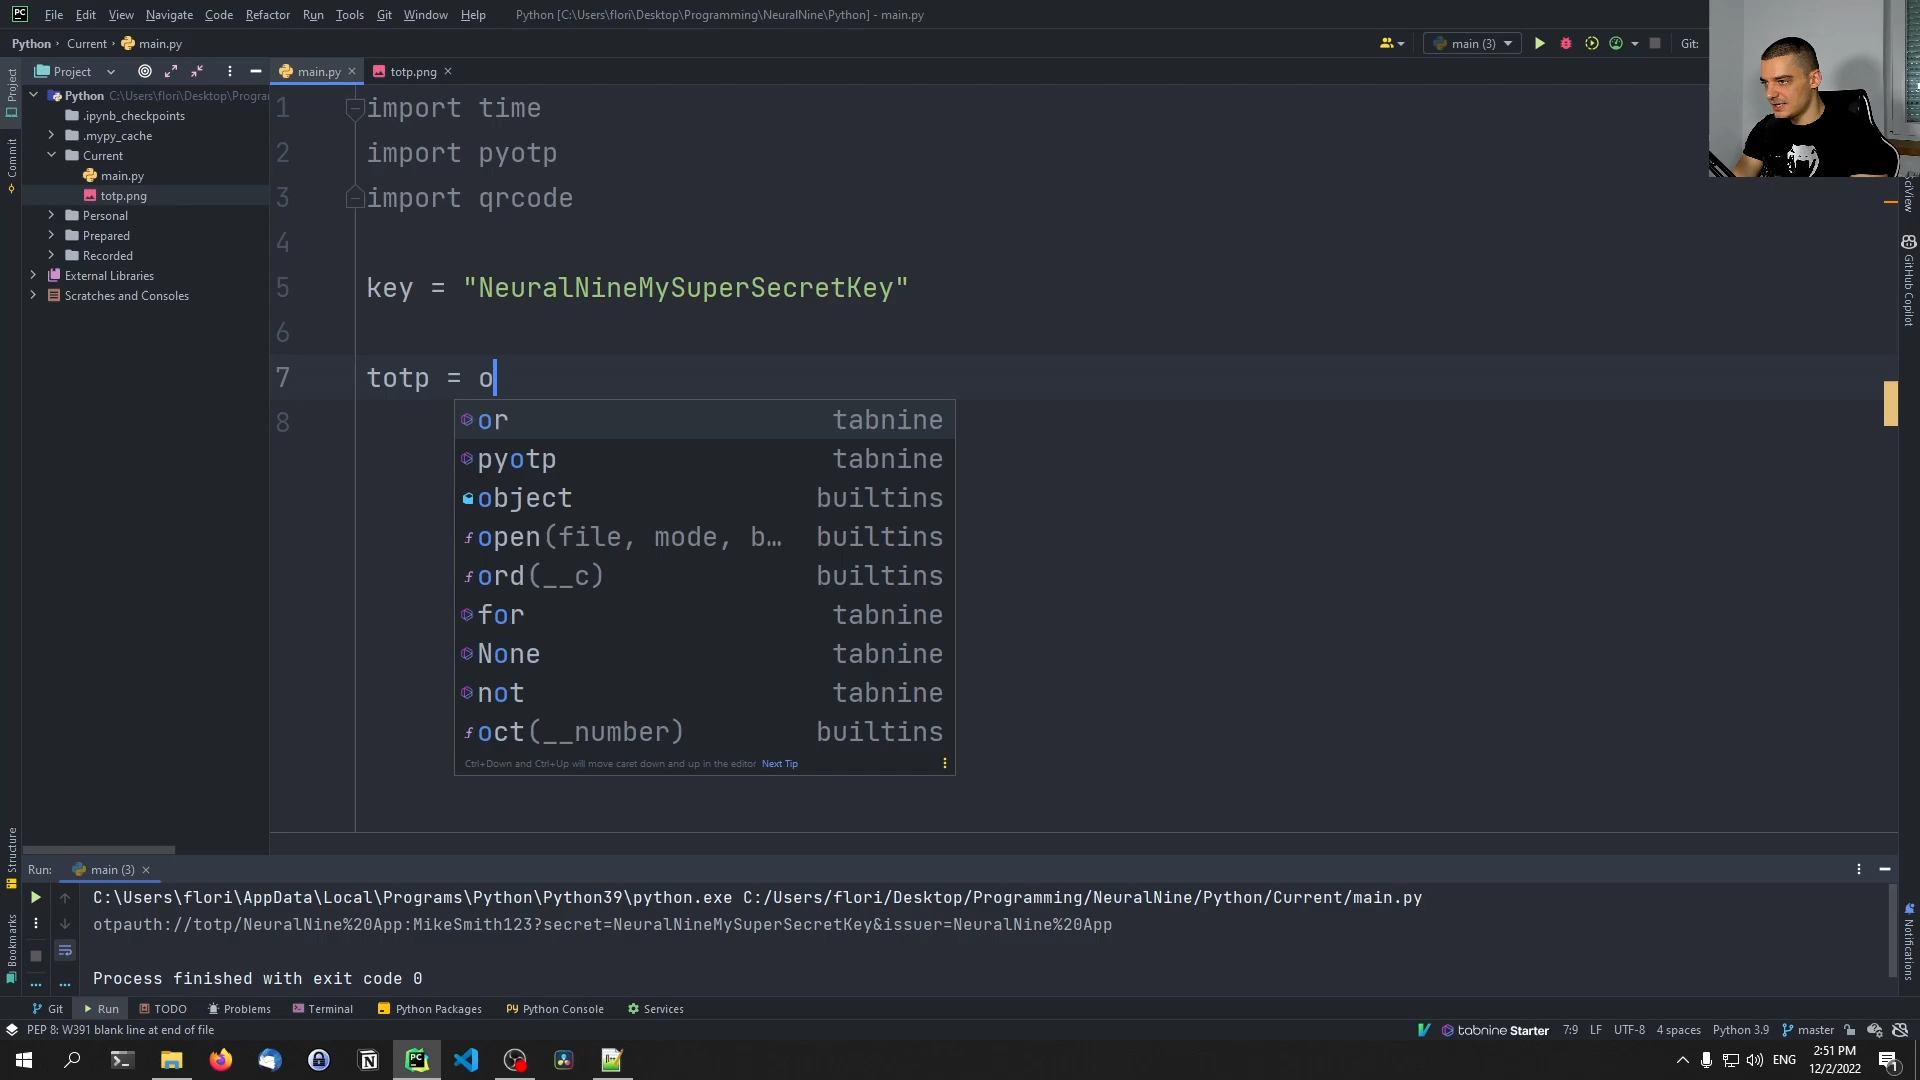 PC File Edit View Navigate Code Refactor Run Tools Git Window Help Python [C:\Users\flori\Desktop\Programming\NeuralNine\Python] - main.py
Python Current main.py
main (3) Git:
Project main.py totp.png
Project
Commit
Python C:\Users\flori\Desktop\Progra
.ipynb_checkpoints
.mypy_cache
Current
main.py
totp.png
Personal
Prepared
Recorded
External Libraries
Scratches and Consoles
1 import time
2 import pyotp
3 import qrcode
4
5 key = "NeuralNineMySuperSecretKey"
6
7 totp = o
8
or tabnine
pyotp tabnine
object builtins
open(file, mode, b… builtins
ord(__c) builtins
for tabnine
None tabnine
not tabnine
oct(__number) builtins
Ctrl+Down and Ctrl+Up will move caret down and up in the editor Next Tip
SciView
GitHub Copilot
Notifications
Structure
Bookmarks
Run: main (3)
C:\Users\flori\AppData\Local\Programs\Python\Python39\python.exe C:/Users/flori/Desktop/Programming/NeuralNine/Python/Current/main.py
otpauth://totp/NeuralNine%20App:MikeSmith123?secret=NeuralNineMySuperSecretKey&issuer=NeuralNine%20App
Process finished with exit code 0
Git Run TODO Problems Terminal Python Packages Python Console Services
PEP 8: W391 blank line at end of file tabnine Starter 7:9 LF UTF-8 4 spaces Python 3.9 master
ENG 2:51 PM
12/2/2022
1